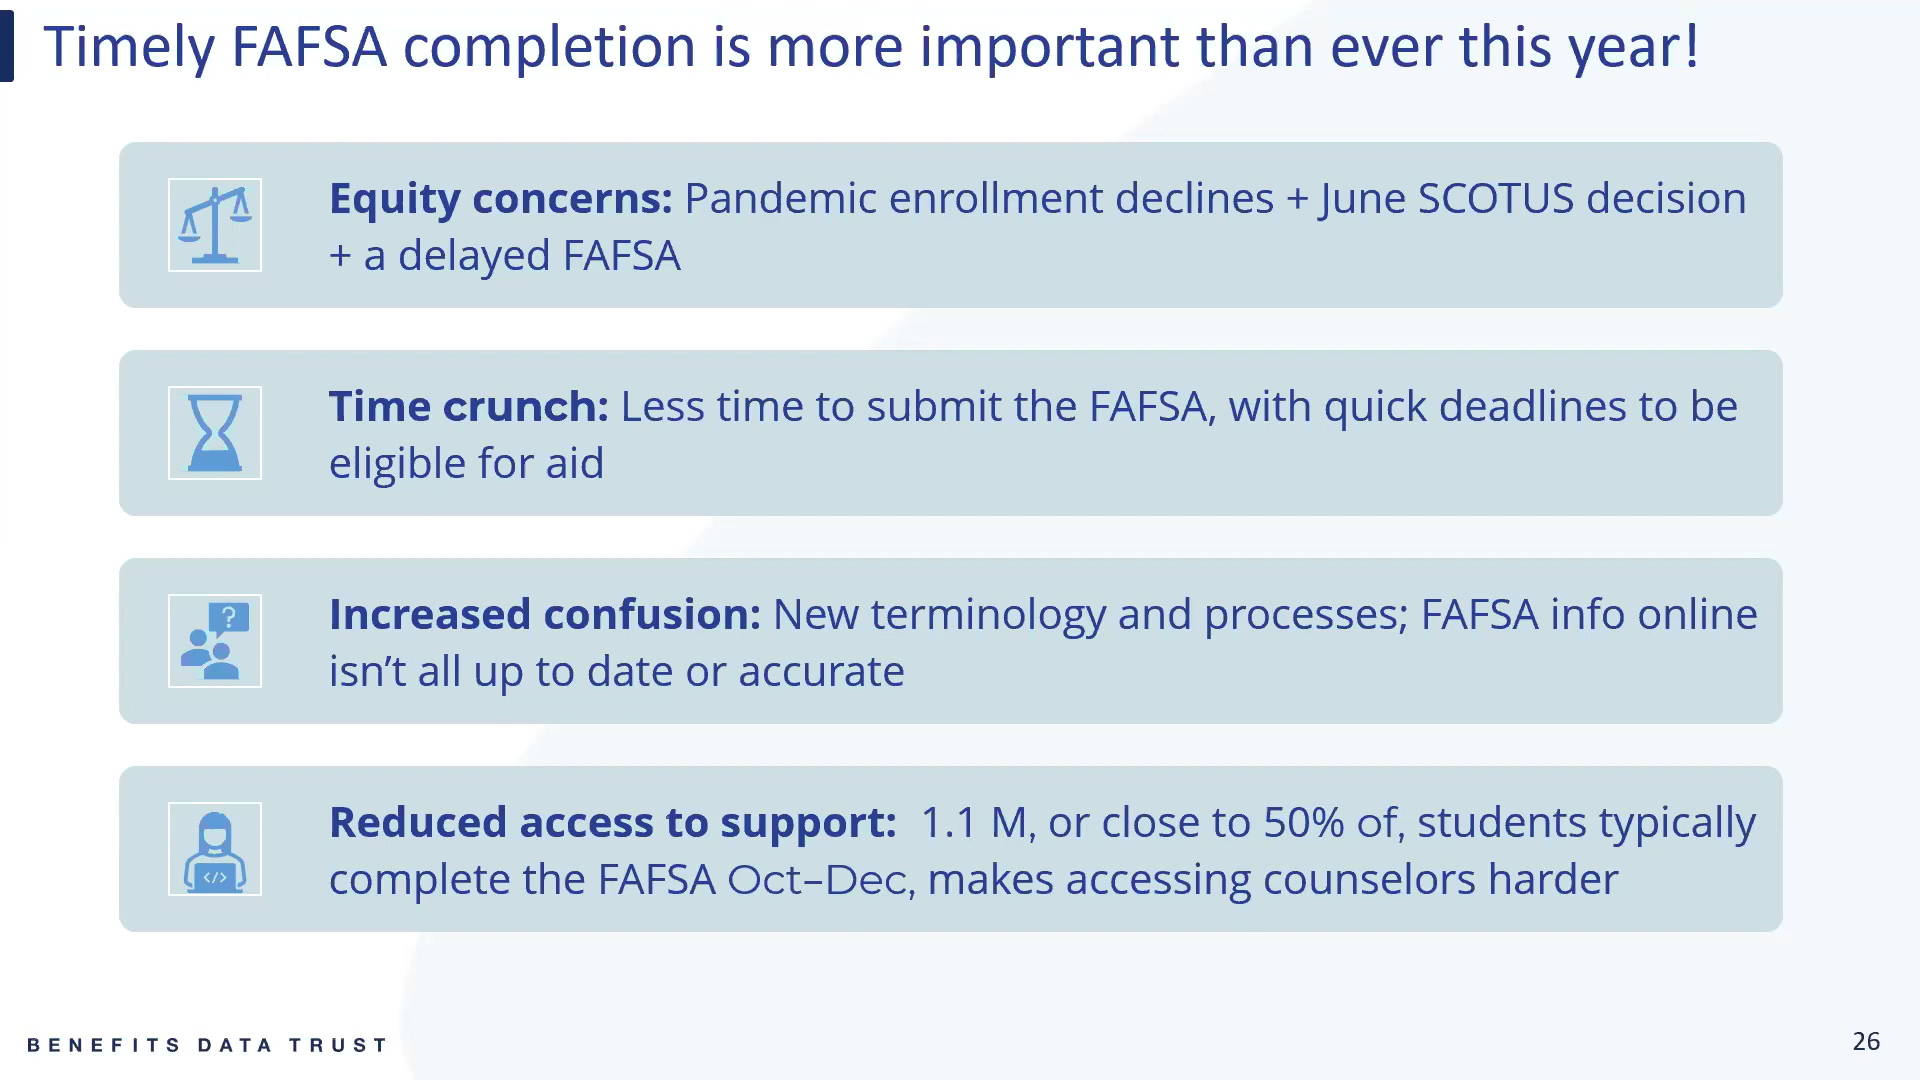 Timely FAFSA completion is more important than ever this year!
Equity concerns: Pandemic enrollment declines + June SCOTUS decision
+ a delayed FAFSA
Time crunch: Less time to submit the FAFSA, with quick deadlines to be
eligible for aid
?
Increased confusion: New terminology and processes; FAFSA info online
isn’t all up to date or accurate
</>
Reduced access to support:  1.1 M, or close to 50% of, students typically
complete the FAFSA Oct–Dec, makes accessing counselors harder
BENEFITS DATA TRUST
26